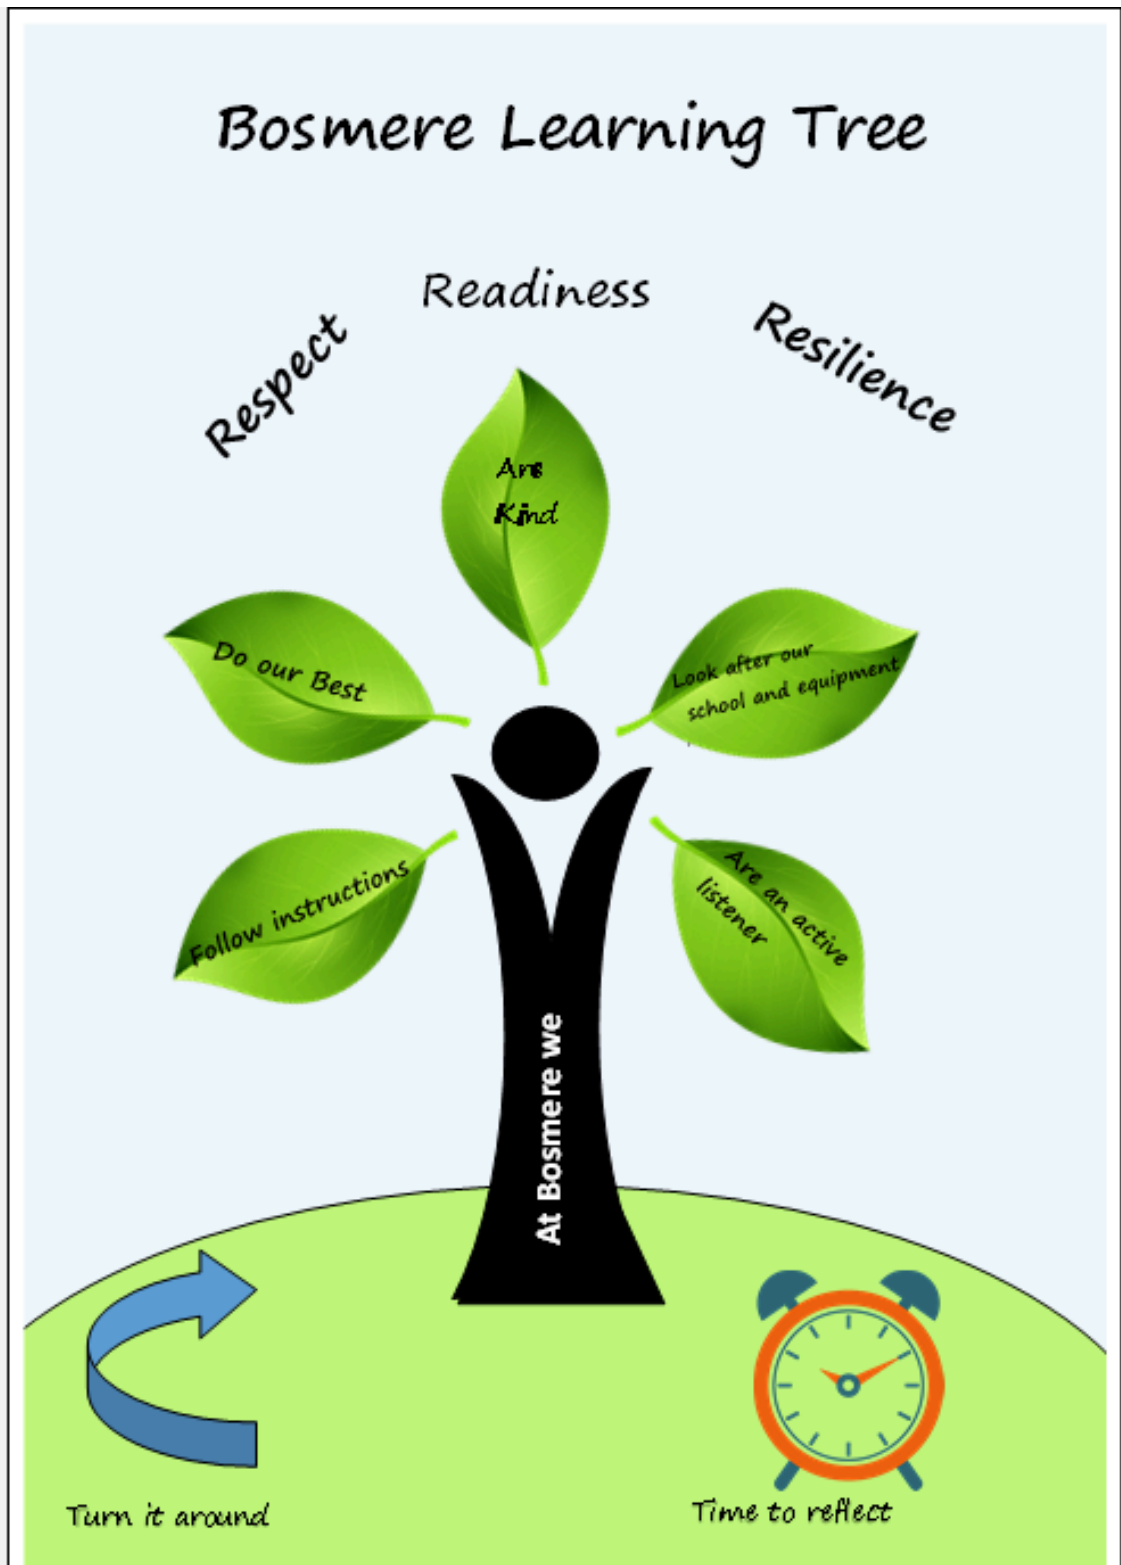 Bosmere Learning Tree
Readiness
Respect
Resilience
Are
Kind
Do our Best
Look after our
school and equipment
Follow instructions
Are an active
listener
At Bosmere we
Turn it around
Time to reflect